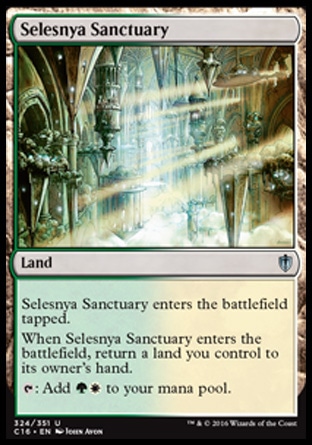 Selesnya Sanctuary
Land
Selesnya Sanctuary enters the battlefield
tapped.
When Selesnya Sanctuary enters the
battlefield, return a land you control to
its owner's hand.
: Add to your mana pool.
324/351 U
C16 • EN John Avon
™ & © 2016 Wizards of the Coast